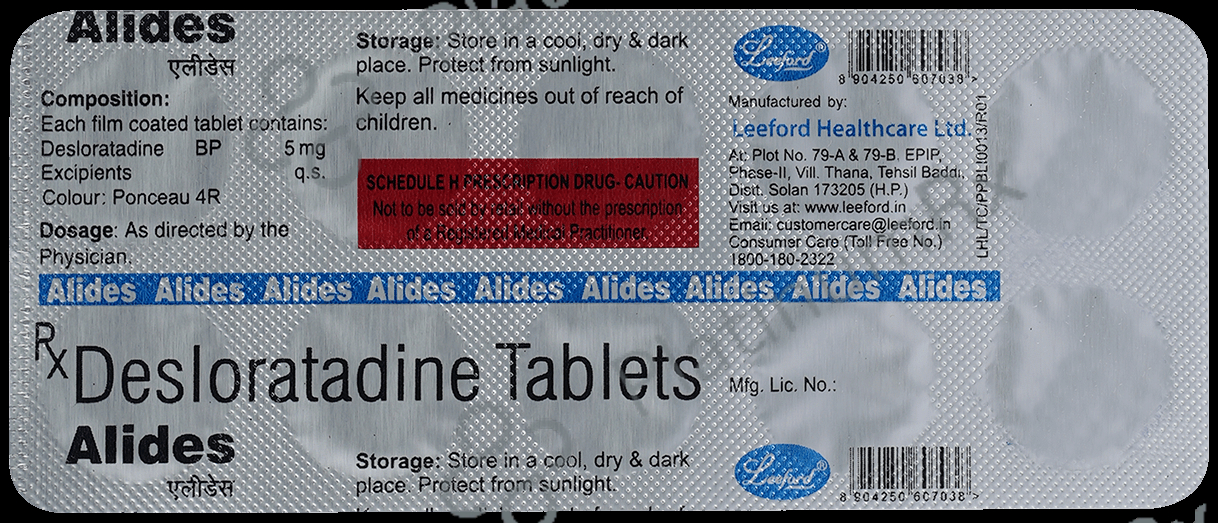 Alides
एलीडेस
Composition:
Each film coated tablet contains:
Desloratadine BP 5 mg
Excipients q.s.
Colour: Ponceau 4R
Dosage: As directed by the
Physician.
Storage: Store in a cool, dry & dark
place. Protect from sunlight.
Keep all medicines out of reach of
children.
SCHEDULE H PRESCRIPTION DRUG- CAUTION
Not to be sold by retail without the prescription
of a Registered Medical Practitioner.
Leeford®
8 904250 607038 >
Manufactured by:
Leeford Healthcare Ltd.
At: Plot No. 79-A & 79-B, EPIP,
Phase-II, Vill. Thana, Tehsil Baddi,
Distt. Solan 173205 (H.P.)
Visit us at: www.leeford.in
Email: customercare@leeford.in
Consumer Care (Toll Free No.)
1800-180-2322
LHL/TC/PPBLI0013/R01
Alides Alides Alides Alides Alides Alides Alides Alides Alides
Rx Desloratadine Tablets
Alides
एलीडेस
Storage: Store in a cool, dry & dark
place. Protect from sunlight.
Mfg. Lic. No.:
Leeford®
8 904250 607038 >